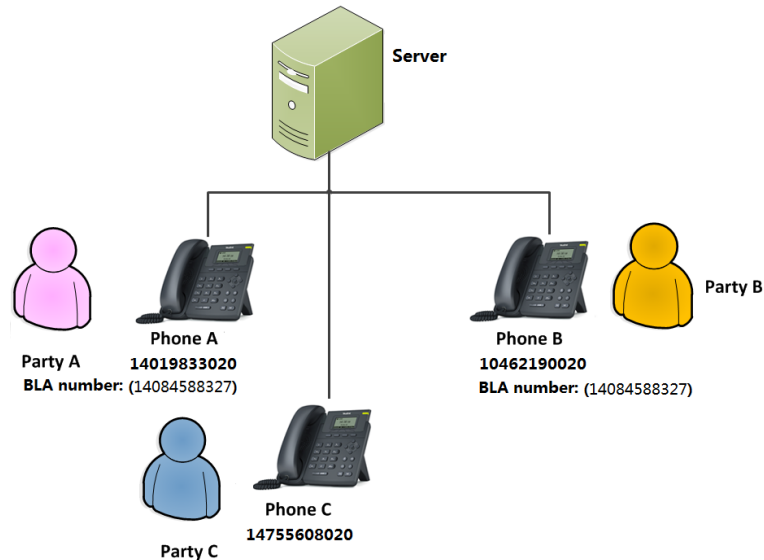 Server
Party A
Phone A
14019833020
BLA number: (14084588327)
Phone B
10462190020
BLA number: (14084588327)
Party B
Party C
Phone C
14755608020